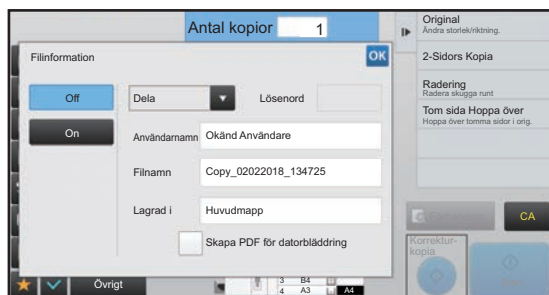 Antal kopior 1
Filinformation
OK
Off
On
Dela
Lösenord
Användarnamn Okänd Användare
Filnamn Copy_02022018_134725
Lagrad i Huvudmapp
Skapa PDF för datorbläddring
Original
Ändra storlek/riktning.
2-Sidors Kopia
Radering
Radera skugga runt
Tom sida Hoppa över
Hoppa över tomma sidor i orig.
CA
Korrektur-
kopia
Övrigt
3 B4
4 A3
A4